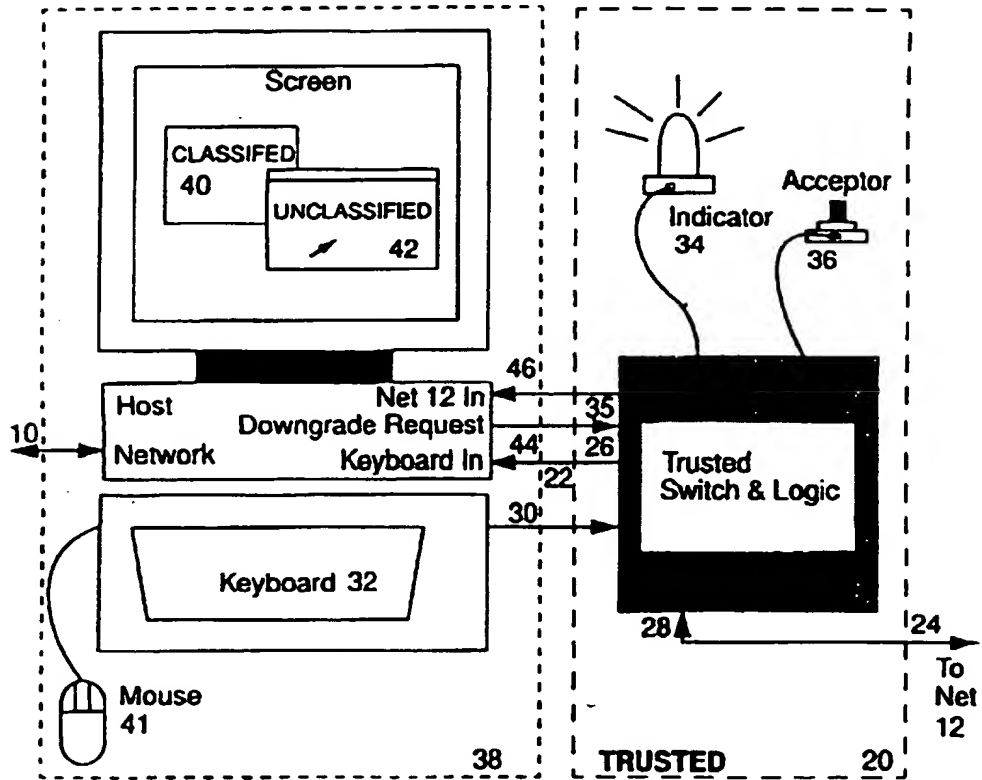 Screen
CLASSIFED
40
UNCLASSIFIED
42
Indicator
34
Acceptor
36
46
Host
Net 12 In
35
Downgrade Request
10
44
26
Network
Keyboard In
22
Trusted
Switch & Logic
30
Keyboard 32
28
24
To
Net
12
Mouse
41
38
TRUSTED
20